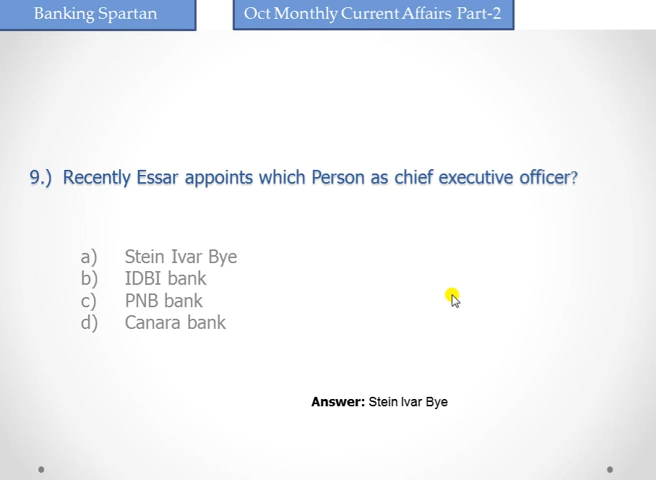 Banking Spartan
Oct Monthly Current Affairs Part-2
9.) Recently Essar appoints which Person as chief executive officer?
a) Stein Ivar Bye
b) IDBI bank
c) PNB bank
d) Canara bank
Answer: Stein Ivar Bye